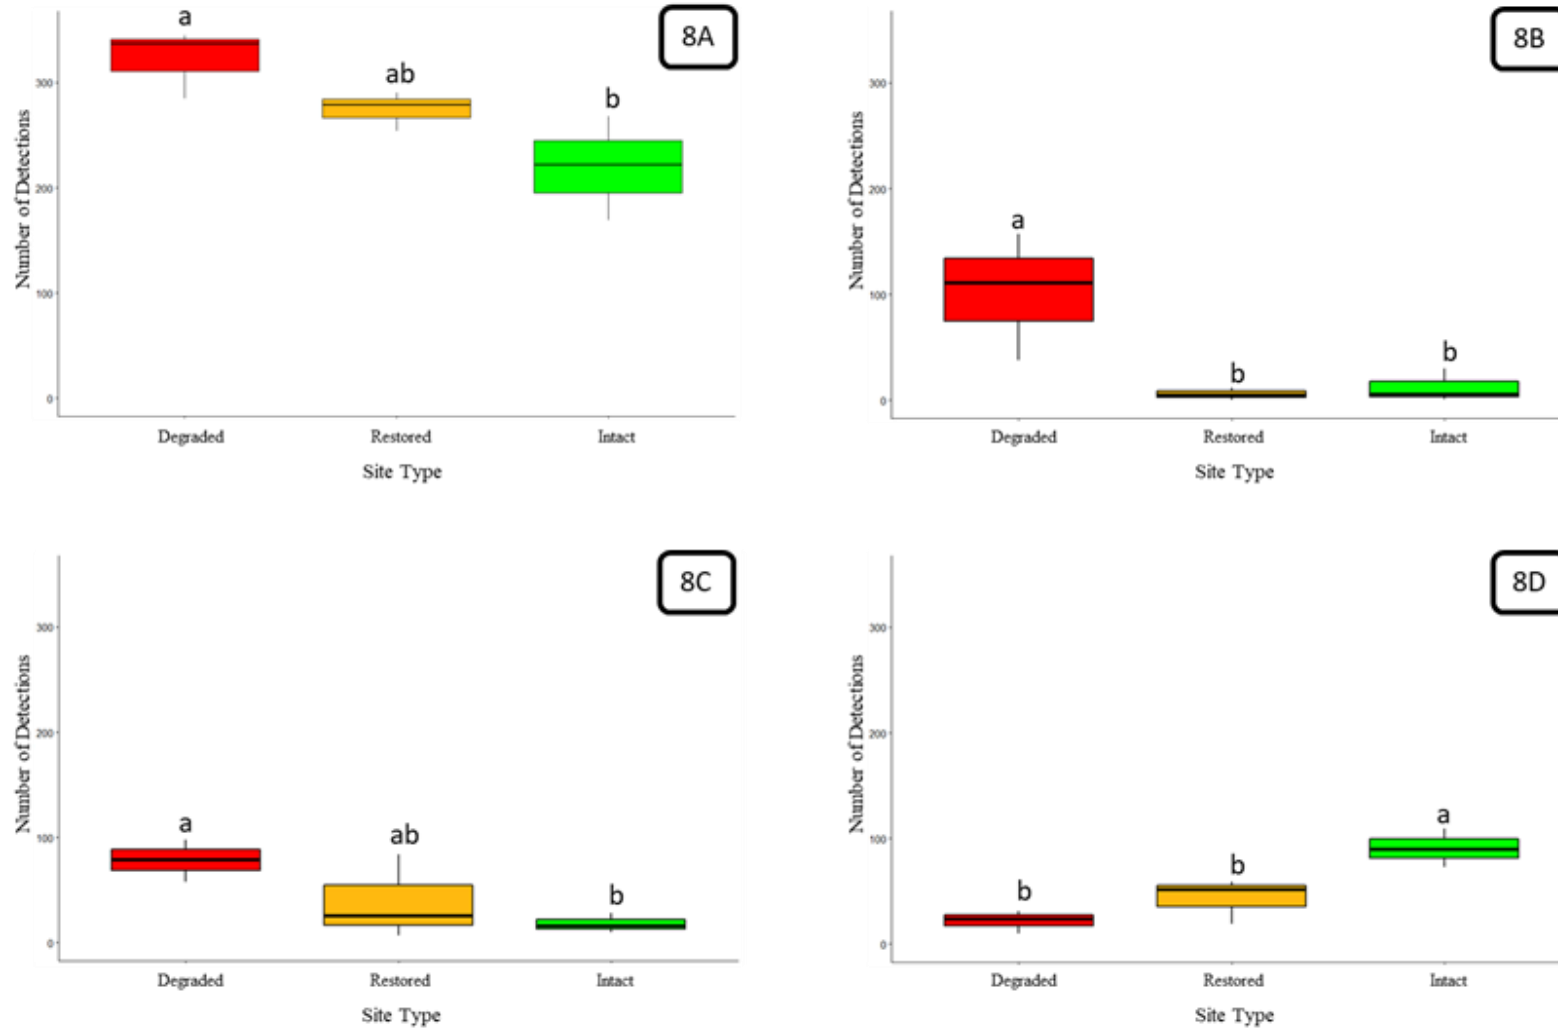 8A
Number of Detections
300
200
100
0
a
ab
b
Degraded Restored Intact
Site Type
8B
Number of Detections
300
200
100
0
a
b
b
Degraded Restored Intact
Site Type
8C
Number of Detections
300
200
100
0
a
ab
b
Degraded Restored Intact
Site Type
8D
Number of Detections
300
200
100
0
b
b
a
Degraded Restored Intact
Site Type